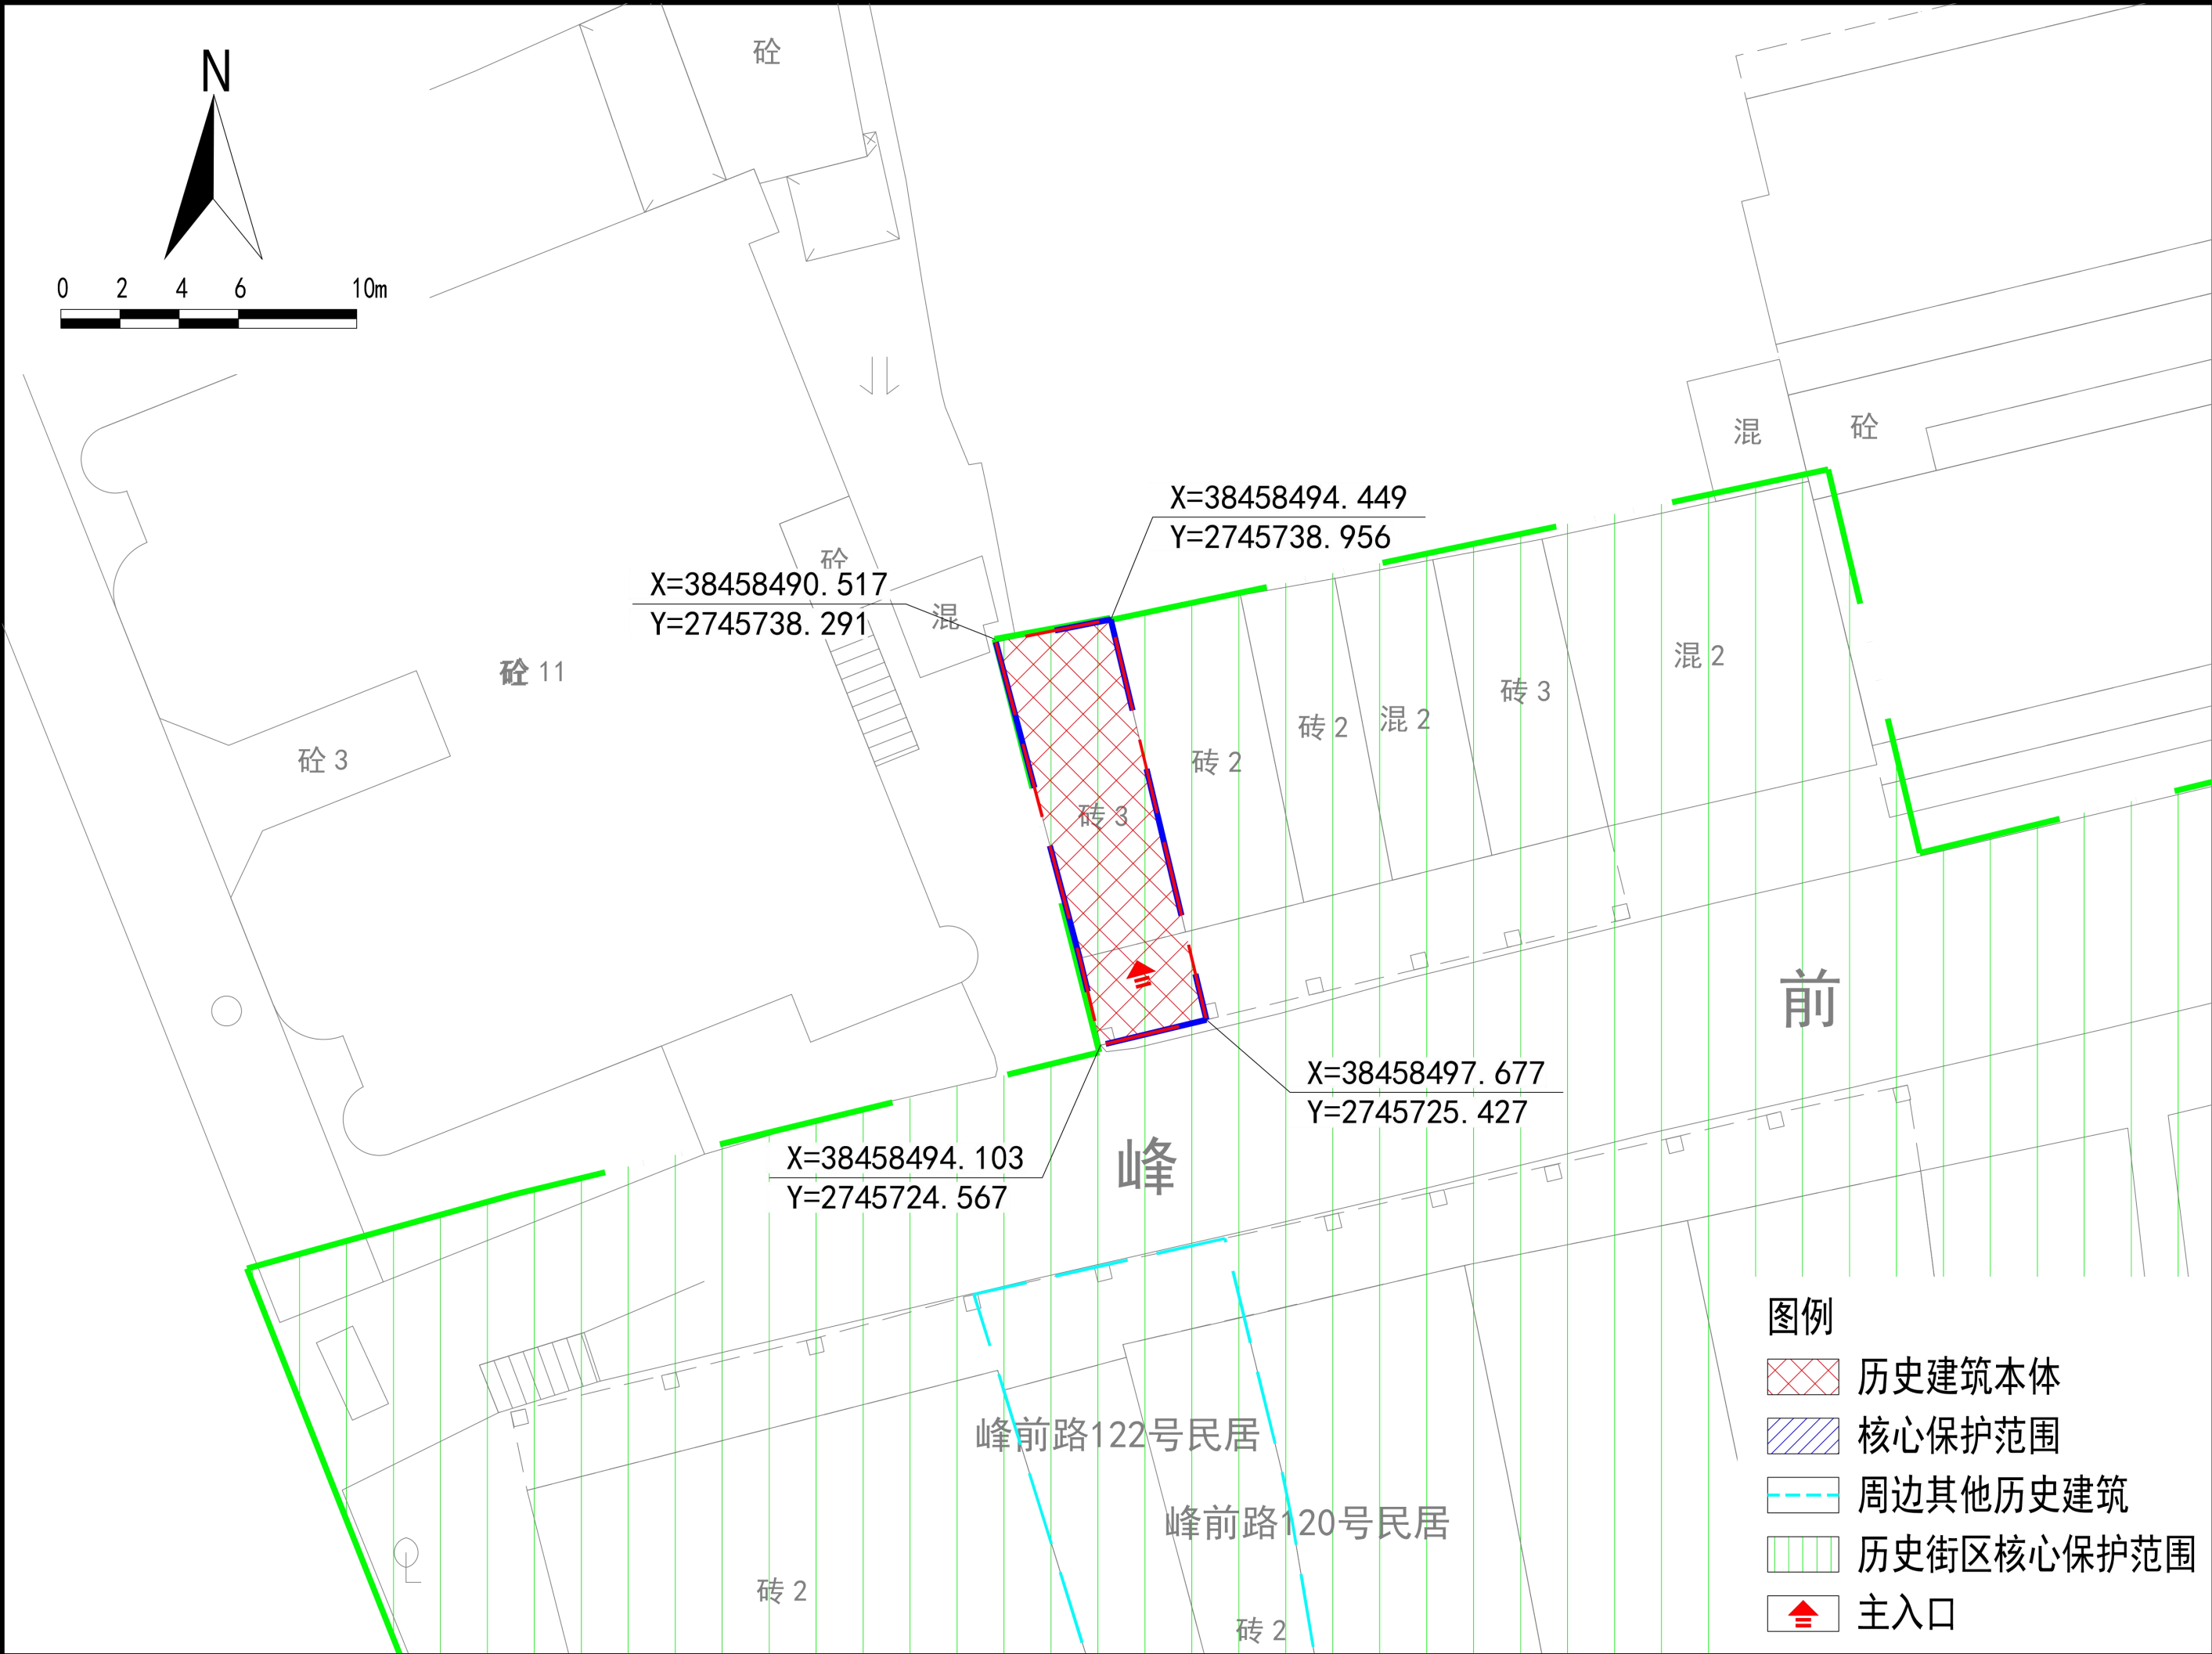 N
0 2 4 6 10m
砼
混
砼
X=38458494.449
Y=2745738.956
砼
X=38458490.517
Y=2745738.291
混
砼 11
砼 3
混 2
砖 3
混 2
砖 2
砖 2
砖 3
前
X=38458497.677
Y=2745725.427
峰
X=38458494.103
Y=2745724.567
峰前路122号民居
峰前路120号民居
砖 2
砖 2
图例
历史建筑本体
核心保护范围
周边其他历史建筑
历史街区核心保护范围
主入口